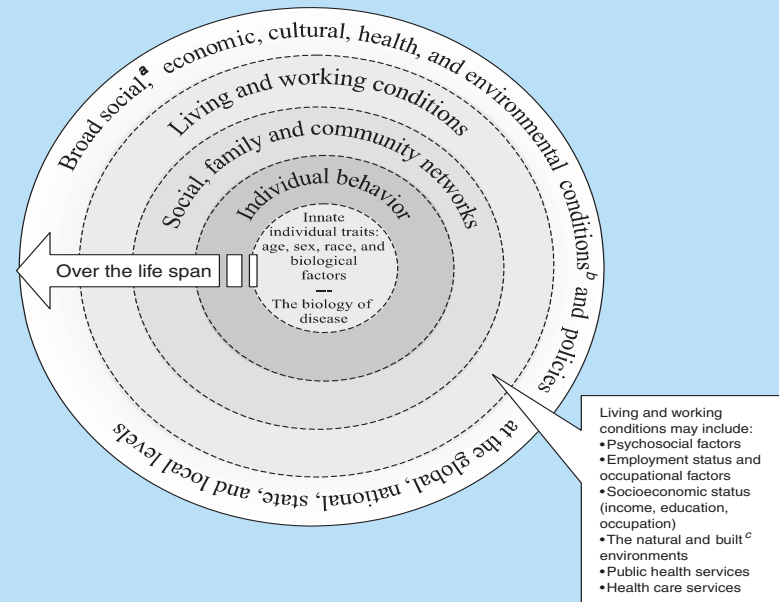 Broad social,a economic, cultural, health, and environmental conditionsb and policies
at the global, national, state, and local levels
Living and working conditions
Social, family and community networks
Individual behavior
Innate
individual traits:
age, sex, race, and
biological
factors
—
The biology of
disease
Over the life span
Living and working
conditions may include:
•Psychosocial factors
•Employment status and
occupational factors
•Socioeconomic status
(income, education,
occupation)
•The natural and built c
environments
•Public health services
•Health care services